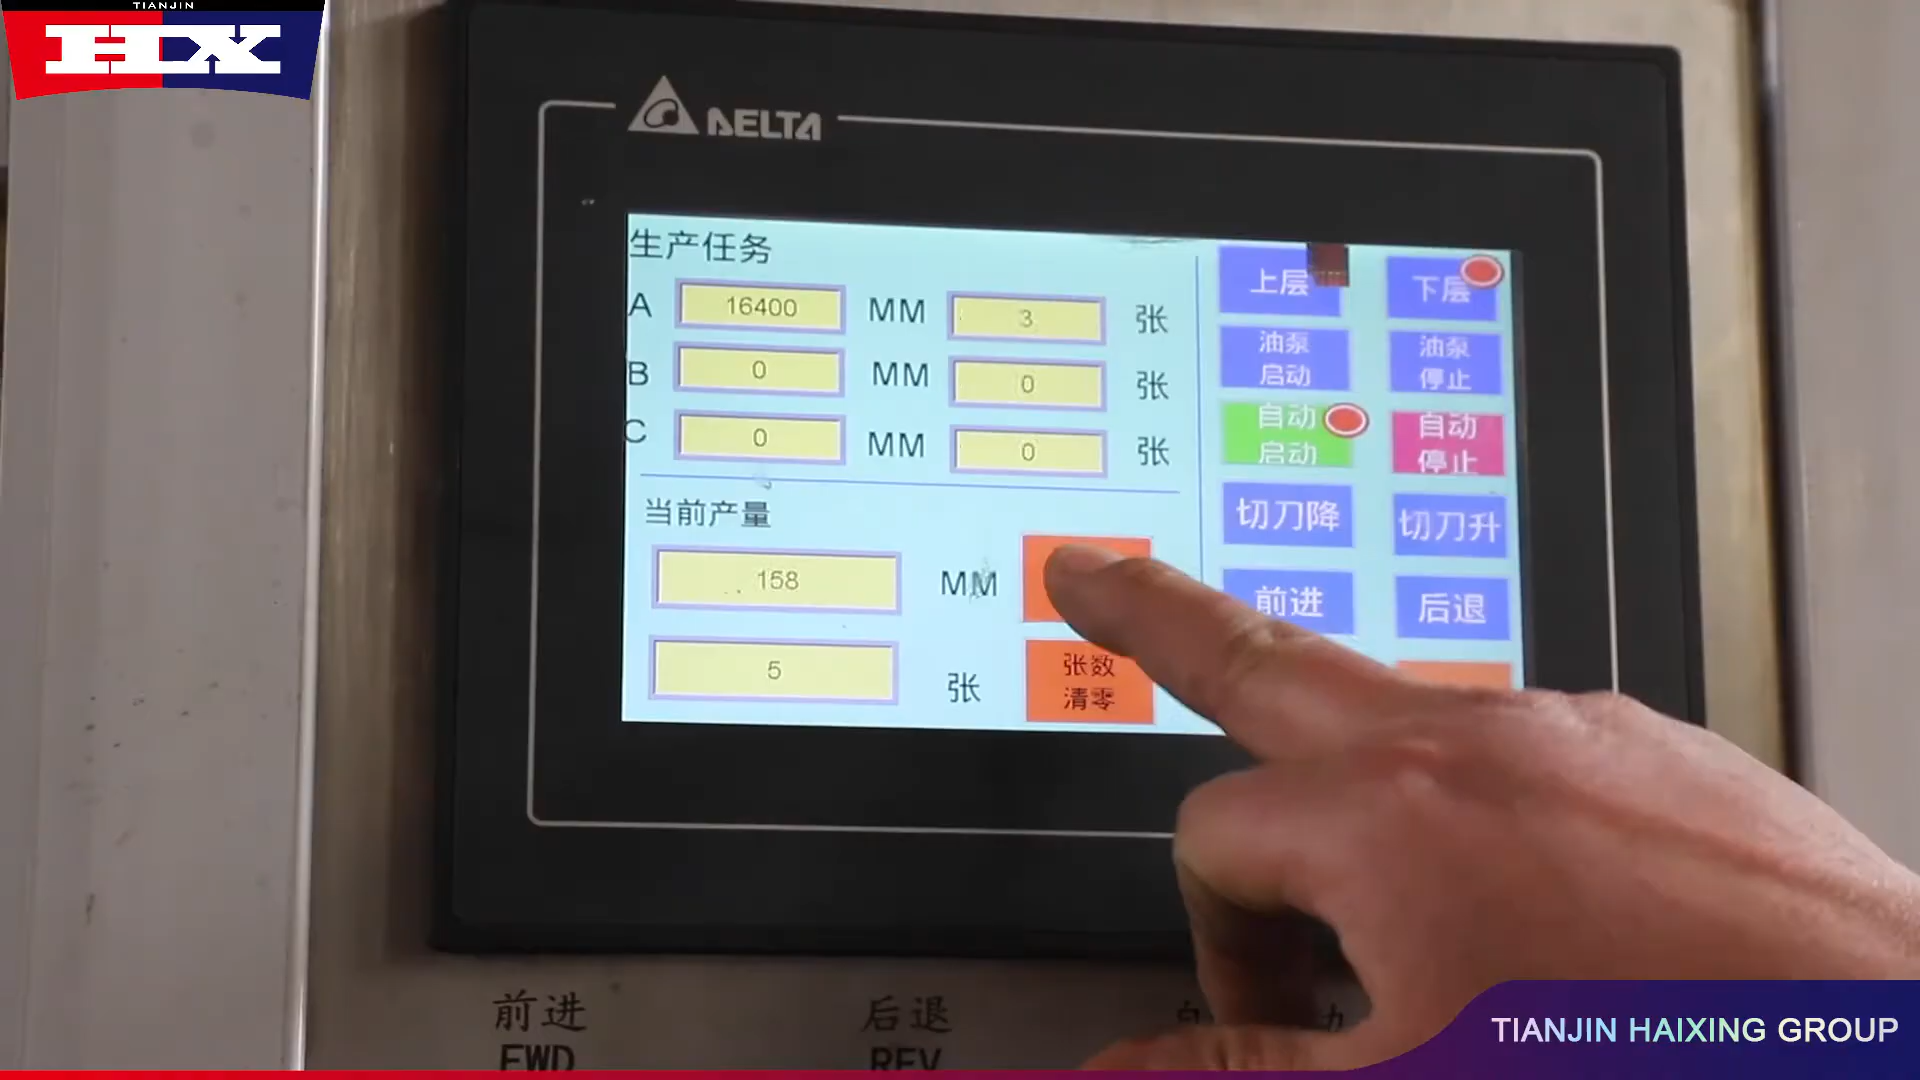 TIANJIN
HX
DELTA
生产任务
A 16400 MM 3 张
B 0 MM 0 张
C 0 MM 0 张
当前产量
158 MM
5 张
张数
清零
上层
下层
油泵
启动
油泵
停止
自动
启动
自动
停止
切刀降
切刀升
前进
后退
前进
FWD
后退
REV
TIANJIN HAIXING GROUP